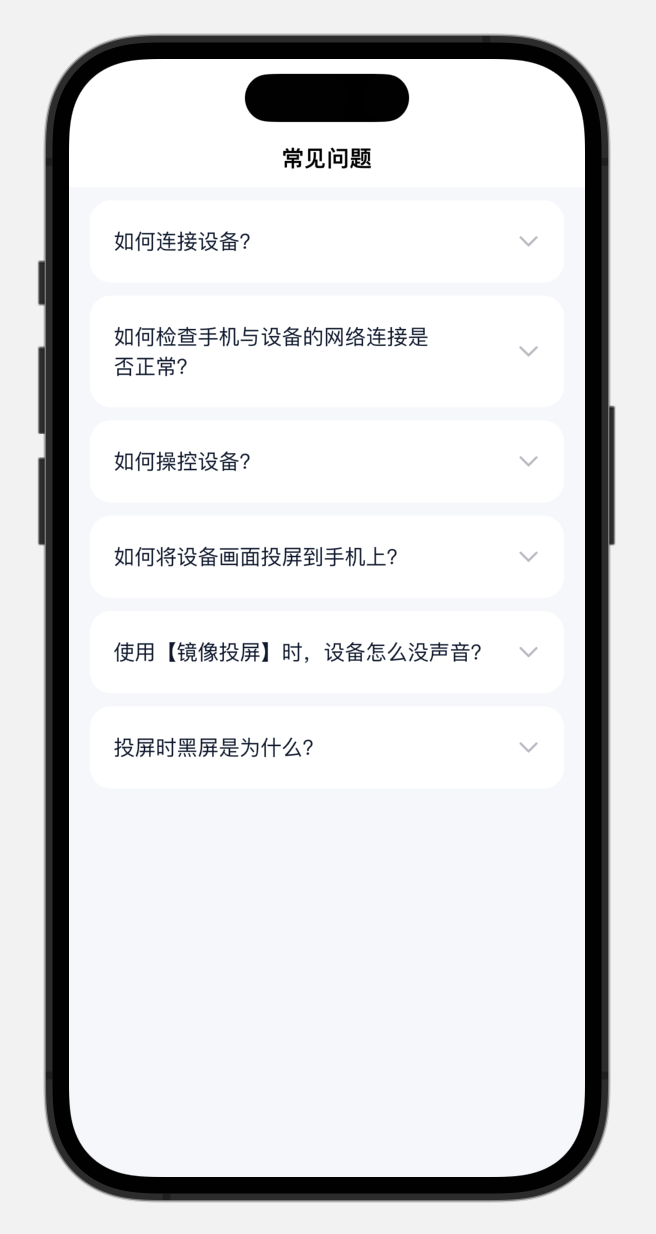 常见问题
如何连接设备?
如何检查手机与设备的网络连接是
否正常?
如何操控设备?
如何将设备画面投屏到手机上?
使用【镜像投屏】时，设备怎么没声音?
投屏时黑屏是为什么?